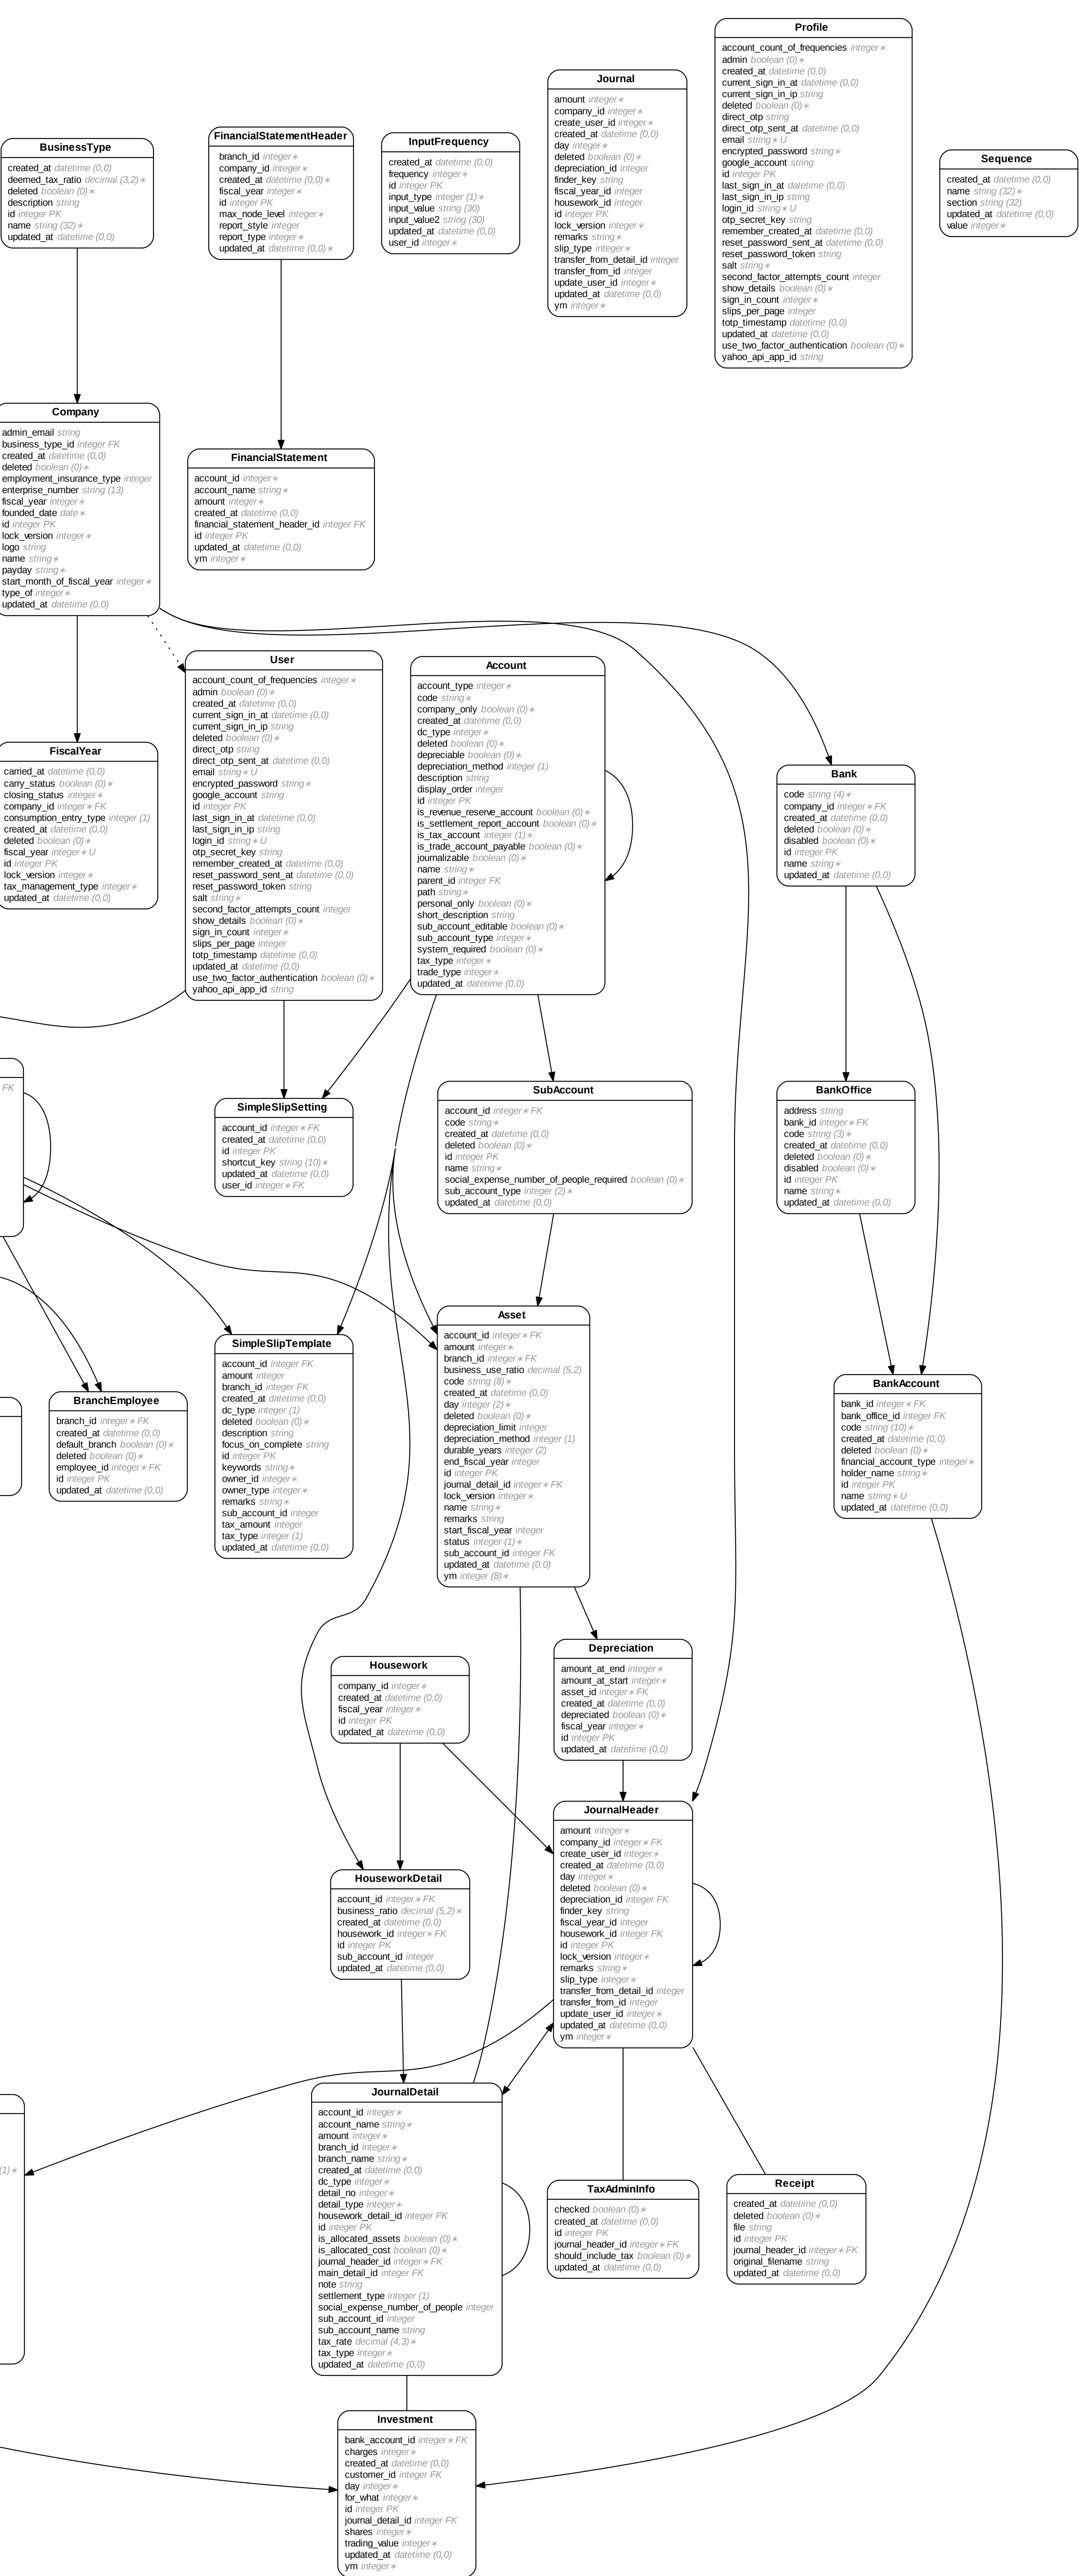 Profile
account_count_of_frequencies integer∗
admin boolean (0)∗
created_at datetime (0,0)
current_sign_in_at datetime (0,0)
current_sign_in_ip string
deleted boolean (0)∗
direct_otp string
direct_otp_sent_at datetime (0,0)
email string∗ U
encrypted_password string∗
google_account string
id integer PK
last_sign_in_at datetime (0,0)
last_sign_in_ip string
login_id string∗ U
otp_secret_key string
remember_created_at datetime (0,0)
reset_password_sent_at datetime (0,0)
reset_password_token string
salt string∗
second_factor_attempts_count integer
show_details boolean (0)∗
sign_in_count integer∗
slips_per_page integer
totp_timestamp datetime (0,0)
updated_at datetime (0,0)
use_two_factor_authentication boolean (0)∗
yahoo_api_app_id string
Journal
amount integer∗
company_id integer∗
create_user_id integer∗
created_at datetime (0,0)
day integer∗
deleted boolean (0)∗
depreciation_id integer
finder_key string
fiscal_year_id integer
housework_id integer
id integer PK
lock_version integer∗
remarks string∗
slip_type integer∗
transfer_from_detail_id integer
transfer_from_id integer
update_user_id integer∗
updated_at datetime (0,0)
ym integer∗
FinancialStatementHeader
branch_id integer∗
company_id integer∗
created_at datetime (0,0)∗
fiscal_year integer∗
id integer PK
max_node_level integer∗
report_style integer
report_type integer∗
updated_at datetime (0,0)∗
InputFrequency
created_at datetime (0,0)
frequency integer∗
id integer PK
input_type integer (1)∗
input_value string (30)
input_value2 string (30)
updated_at datetime (0,0)
user_id integer∗
BusinessType
created_at datetime (0,0)
deemed_tax_ratio decimal (3,2)∗
deleted boolean (0)∗
description string
id integer PK
name string (32)∗
updated_at datetime (0,0)
Sequence
created_at datetime (0,0)
name string (32)∗
section string (32)
updated_at datetime (0,0)
value integer∗
Company
admin_email string
business_type_id integer FK
created_at datetime (0,0)
deleted boolean (0)∗
employment_insurance_type integer
enterprise_number string (13)
fiscal_year integer∗
founded_date date∗
id integer PK
lock_version integer∗
logo string
name string∗
payday string∗
start_month_of_fiscal_year integer∗
type_of integer∗
updated_at datetime (0,0)
FinancialStatement
account_id integer∗
account_name string∗
amount integer∗
created_at datetime (0,0)
financial_statement_header_id integer FK
id integer PK
updated_at datetime (0,0)
ym integer∗
User
account_count_of_frequencies integer∗
admin boolean (0)∗
created_at datetime (0,0)
current_sign_in_at datetime (0,0)
current_sign_in_ip string
deleted boolean (0)∗
direct_otp string
direct_otp_sent_at datetime (0,0)
email string∗ U
encrypted_password string∗
google_account string
id integer PK
last_sign_in_at datetime (0,0)
last_sign_in_ip string
login_id string∗ U
otp_secret_key string
remember_created_at datetime (0,0)
reset_password_sent_at datetime (0,0)
reset_password_token string
salt string∗
second_factor_attempts_count integer
show_details boolean (0)∗
sign_in_count integer∗
slips_per_page integer
totp_timestamp datetime (0,0)
updated_at datetime (0,0)
use_two_factor_authentication boolean (0)∗
yahoo_api_app_id string
Account
account_type integer∗
code string∗
company_only boolean (0)∗
created_at datetime (0,0)
dc_type integer∗
deleted boolean (0)∗
depreciable boolean (0)∗
depreciation_method integer (1)
description string
display_order integer
id integer PK
is_revenue_reserve_account boolean (0)∗
is_settlement_report_account boolean (0)∗
is_tax_account integer (1)∗
is_trade_account_payable boolean (0)∗
journalizable boolean (0)∗
name string∗
parent_id integer FK
path string∗
personal_only boolean (0)∗
short_description string
sub_account_editable boolean (0)∗
sub_account_type integer∗
system_required boolean (0)∗
tax_type integer∗
trade_type integer∗
updated_at datetime (0,0)
FiscalYear
carried_at datetime (0,0)
carry_status boolean (0)∗
closing_status integer∗
company_id integer∗ FK
consumption_entry_type integer (1)
created_at datetime (0,0)
deleted boolean (0)∗
fiscal_year integer∗ U
id integer PK
lock_version integer∗
tax_management_type integer∗
updated_at datetime (0,0)
Bank
code string (4)∗
company_id integer∗ FK
created_at datetime (0,0)
deleted boolean (0)∗
disabled boolean (0)∗
id integer PK
name string∗
updated_at datetime (0,0)
FK
SimpleSlipSetting
account_id integer∗ FK
created_at datetime (0,0)
id integer PK
shortcut_key string (10)∗
updated_at datetime (0,0)
user_id integer∗ FK
SubAccount
account_id integer∗ FK
code string∗
created_at datetime (0,0)
deleted boolean (0)∗
id integer PK
name string∗
social_expense_number_of_people_required boolean (0)∗
sub_account_type integer (2)∗
updated_at datetime (0,0)
BankOffice
address string
bank_id integer∗ FK
code string (3)∗
created_at datetime (0,0)
deleted boolean (0)∗
disabled boolean (0)∗
id integer PK
name string∗
updated_at datetime (0,0)
SimpleSlipTemplate
account_id integer FK
amount integer
branch_id integer FK
created_at datetime (0,0)
dc_type integer (1)
deleted boolean (0)∗
description string
focus_on_complete string
id integer PK
keywords string∗
owner_id integer∗
owner_type integer∗
remarks string∗
sub_account_id integer
tax_amount integer
tax_type integer (1)
updated_at datetime (0,0)
Asset
account_id integer∗ FK
amount integer∗
branch_id integer∗ FK
business_use_ratio decimal (5,2)
code string (8)∗
created_at datetime (0,0)
day integer (2)∗
deleted boolean (0)∗
depreciation_limit integer
depreciation_method integer (1)
durable_years integer (2)
end_fiscal_year integer
id integer PK
journal_detail_id integer∗ FK
lock_version integer∗
name string∗
remarks string
start_fiscal_year integer
status integer (1)∗
sub_account_id integer FK
updated_at datetime (0,0)
ym integer (8)∗
BranchEmployee
branch_id integer∗ FK
created_at datetime (0,0)
default_branch boolean (0)∗
deleted boolean (0)∗
employee_id integer∗ FK
id integer PK
updated_at datetime (0,0)
BankAccount
bank_id integer∗ FK
bank_office_id integer FK
code string (10)∗
created_at datetime (0,0)
deleted boolean (0)∗
financial_account_type integer∗
holder_name string∗
id integer PK
name string∗ U
updated_at datetime (0,0)
Housework
company_id integer∗
created_at datetime (0,0)
fiscal_year integer∗
id integer PK
updated_at datetime (0,0)
Depreciation
amount_at_end integer∗
amount_at_start integer∗
asset_id integer∗ FK
created_at datetime (0,0)
depreciated boolean (0)∗
fiscal_year integer∗
id integer PK
updated_at datetime (0,0)
JournalHeader
amount integer∗
company_id integer∗ FK
create_user_id integer∗
created_at datetime (0,0)
day integer∗
deleted boolean (0)∗
depreciation_id integer FK
finder_key string
fiscal_year_id integer
housework_id integer FK
id integer PK
lock_version integer∗
remarks string∗
slip_type integer∗
transfer_from_detail_id integer
transfer_from_id integer
update_user_id integer∗
updated_at datetime (0,0)
ym integer∗
HouseworkDetail
account_id integer∗ FK
business_ratio decimal (5,2)∗
created_at datetime (0,0)
housework_id integer∗ FK
id integer PK
sub_account_id integer
updated_at datetime (0,0)
(1)∗
JournalDetail
account_id integer∗
account_name string∗
amount integer∗
branch_id integer∗
branch_name string∗
created_at datetime (0,0)
dc_type integer∗
detail_no integer∗
detail_type integer∗
housework_detail_id integer FK
id integer PK
is_allocated_assets boolean (0)∗
is_allocated_cost boolean (0)∗
journal_header_id integer∗ FK
main_detail_id integer FK
note string
settlement_type integer (1)
social_expense_number_of_people integer
sub_account_id integer
sub_account_name string
tax_rate decimal (4,3)∗
tax_type integer∗
updated_at datetime (0,0)
TaxAdminInfo
checked boolean (0)∗
created_at datetime (0,0)
id integer PK
journal_header_id integer∗ FK
should_include_tax boolean (0)∗
updated_at datetime (0,0)
Receipt
created_at datetime (0,0)
deleted boolean (0)∗
file string
id integer PK
journal_header_id integer∗ FK
original_filename string
updated_at datetime (0,0)
Investment
bank_account_id integer∗ FK
charges integer∗
created_at datetime (0,0)
customer_id integer FK
day integer∗
for_what integer∗
id integer PK
journal_detail_id integer FK
shares integer∗
trading_value integer∗
updated_at datetime (0,0)
ym integer∗